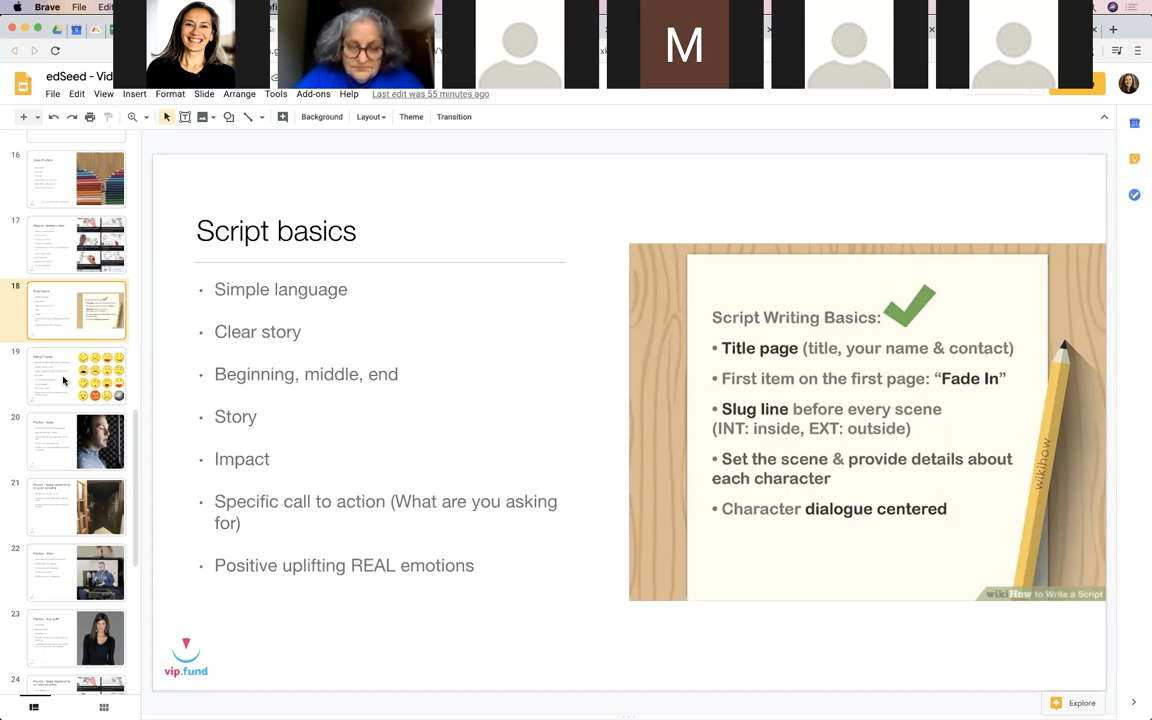 Brave File Edi
edSeed - Vid
File Edit View Insert Format Slide Arrange Tools Add-ons Help Last edit was 55 minutes ago
M
Background Layout Theme Transition
16
17
18
19
20
21
22
23
24
Script basics
· Simple language
· Clear story
· Beginning, middle, end
· Story
· Impact
· Specific call to action (What are you asking
for)
· Positive uplifting REAL emotions
vip.fund
Script Writing Basics:
• Title page (title, your name & contact)
• First item on the first page: “Fade In”
• Slug line before every scene
(INT: inside, EXT: outside)
• Set the scene & provide details about
each character
• Character dialogue centered
wikihow
wikiHow to Write a Script
Explore